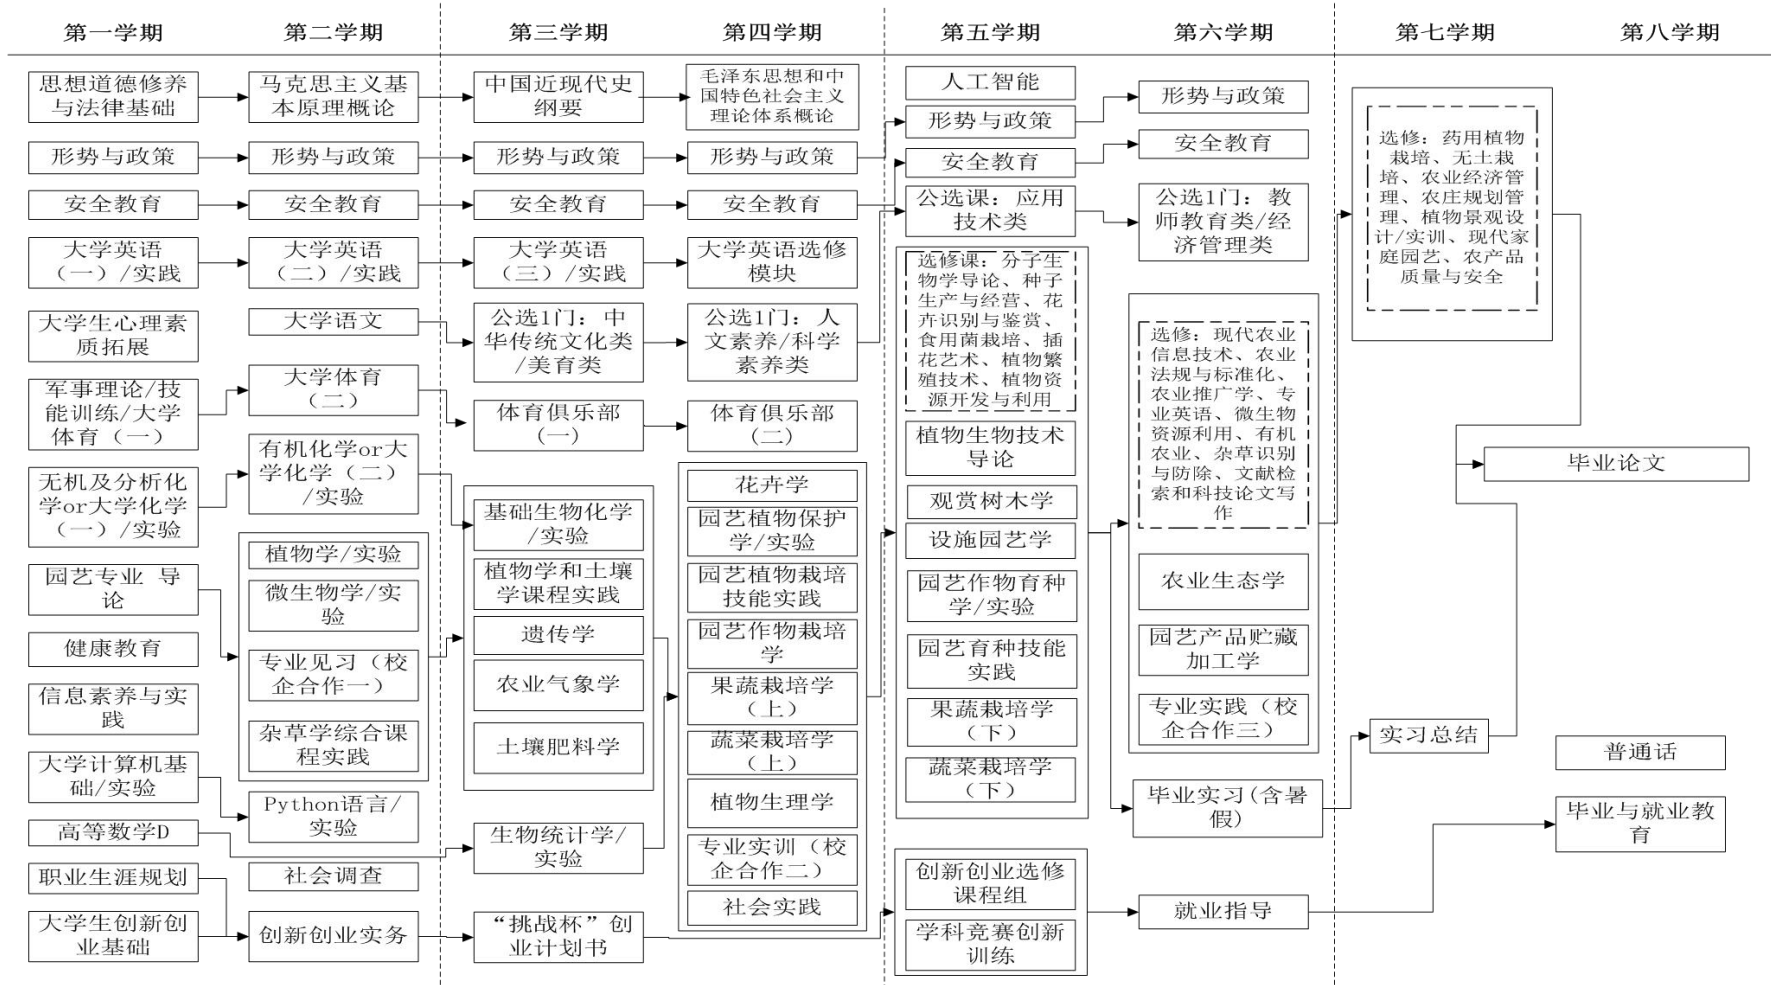 第一学期
第二学期
第三学期
第四学期
第五学期
第六学期
第七学期
第八学期
思想道德修养
与法律基础
形势与政策
安全教育
大学英语
（一）/实践
大学生心理素
质拓展
军事理论/技
能训练/大学
体育（一）
无机及分析化
学or大学化学
（一）/实验
园艺专业 导
论
健康教育
信息素养与实
践
大学计算机基
础/实验
高等数学D
职业生涯规划
大学生创新创
业基础
马克思主义基
本原理概论
形势与政策
安全教育
大学英语
（二）/实践
大学语文
大学体育
（二）
有机化学or大
学化学（二）
/实验
植物学/实验
微生物学/实
验
专业见习（校
企合作一）
杂草学综合课
程实践
Python语言/
实验
社会调查
创新创业实务
中国近现代史
纲要
形势与政策
安全教育
大学英语
（三）/实践
公选1门：中
华传统文化类
/美育类
体育俱乐部
(一)
基础生物化学
/实验
植物学和土壤
学课程实践
遗传学
农业气象学
土壤肥料学
生物统计学/
实验
“挑战杯”创
业计划书
毛泽东思想和中
国特色社会主义
理论体系概论
形势与政策
安全教育
大学英语选修
模块
公选1门：人
文素养/科学
素养类
体育俱乐部
(二)
花卉学
园艺植物保护
学/实验
园艺植物栽培
技能实践
园艺作物栽培
学
果蔬栽培学
（上）
蔬菜栽培学
（上）
植物生理学
专业实训（校
企合作二）
社会实践
人工智能
形势与政策
安全教育
公选课：应用
技术类
选修课：分子生
物学导论、种子
生产与经营、花
卉识别与鉴赏、
食用菌栽培、插
花艺术、植物繁
殖技术、植物资
源开发与利用
植物生物技术
导论
观赏树木学
设施园艺学
园艺作物育种
学/实验
园艺育种技能
实践
果蔬栽培学
（下）
蔬菜栽培学
（下）
创新创业选修
课程组
学科竞赛创新
训练
形势与政策
安全教育
公选1门：教
师教育类/经
济管理类
选修：现代农业
信息技术、农业
法规与标准化、
农业推广学、专
业英语、微生物
资源利用、有机
农业、杂草识别
与防除、文献检
索和科技论文写
作
农业生态学
园艺产品贮藏
加工学
专业实践（校
企合作三）
毕业实习(含暑
假)
就业指导
选修：药用植物
栽培、无土栽
培、农业经济管
理、农庄规划管
理、植物景观设
计/实训、现代家
庭园艺、农产品
质量与安全
实习总结
毕业论文
普通话
毕业与就业教
育